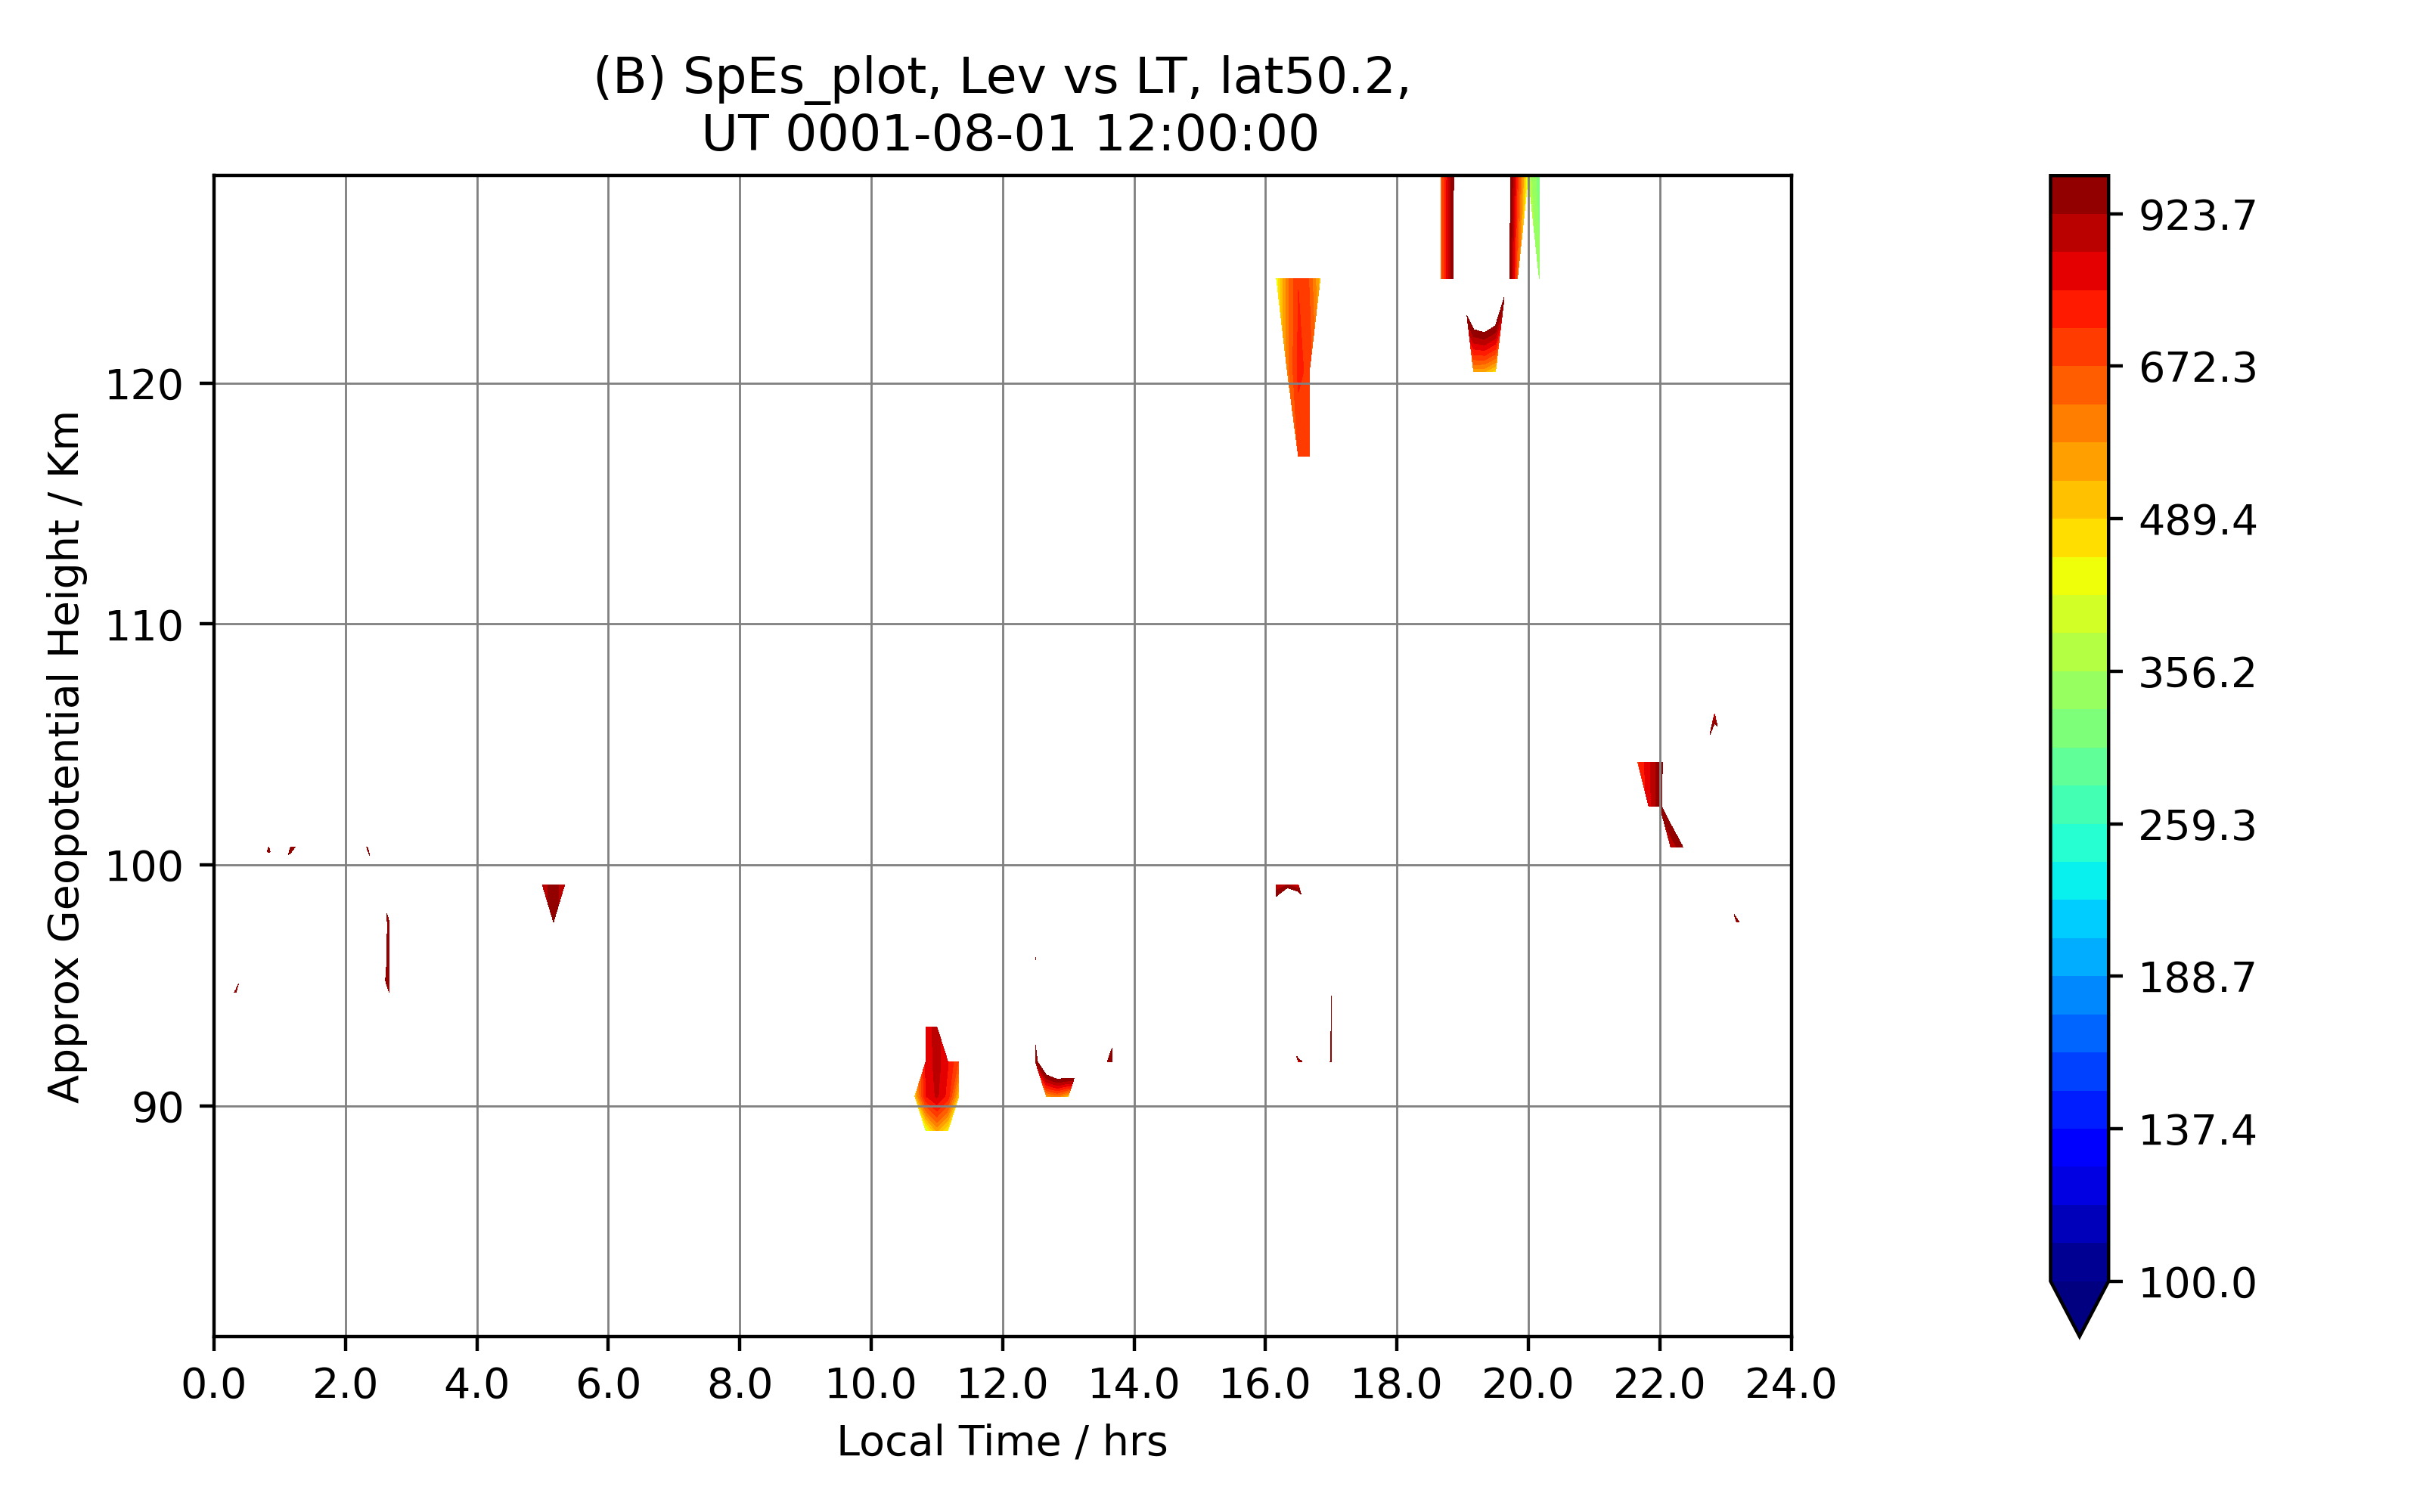 (B) SpEs_plot, Lev vs LT, lat50.2,
UT 0001-08-01 12:00:00
Approx Geopotential Height / Km
120
110
100
90
0.0 2.0 4.0 6.0 8.0 10.0 12.0 14.0 16.0 18.0 20.0 22.0 24.0
Local Time / hrs
923.7
672.3
489.4
356.2
259.3
188.7
137.4
100.0